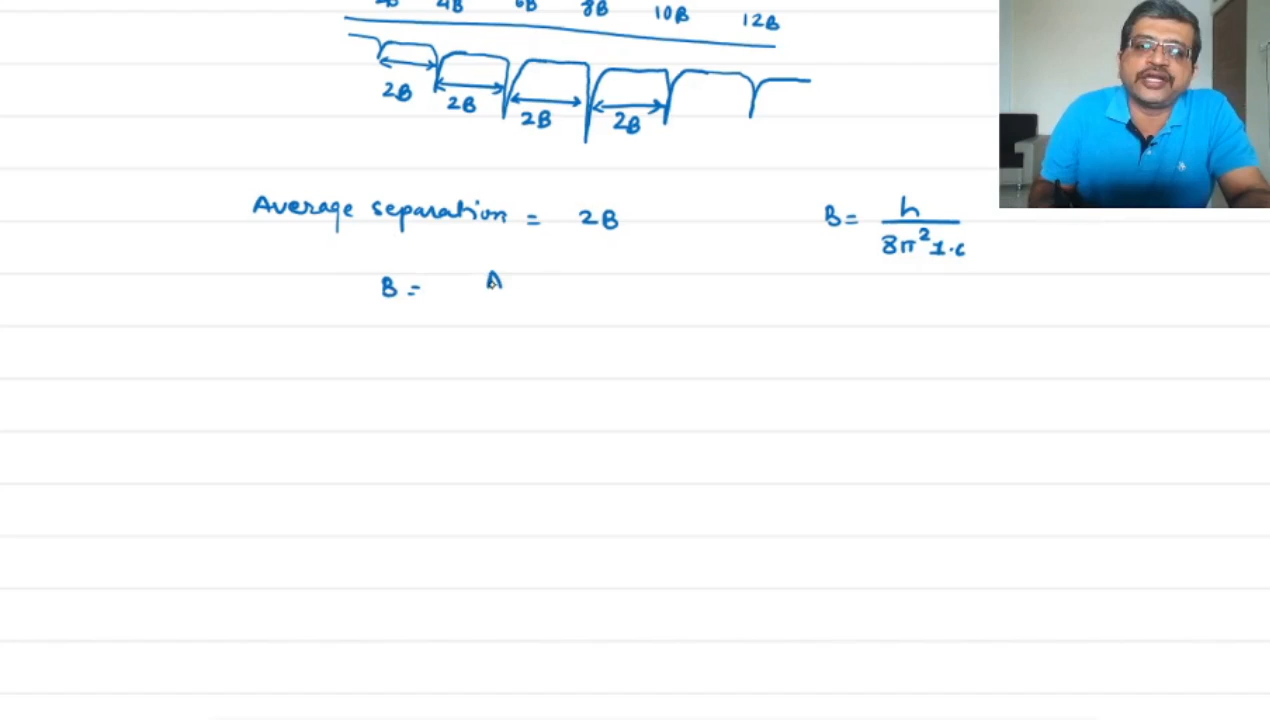 4B 6B 8B 10B 12B
2B 2B 2B 2B
Average separation = 2B
B = h
8π²I·c
B = A